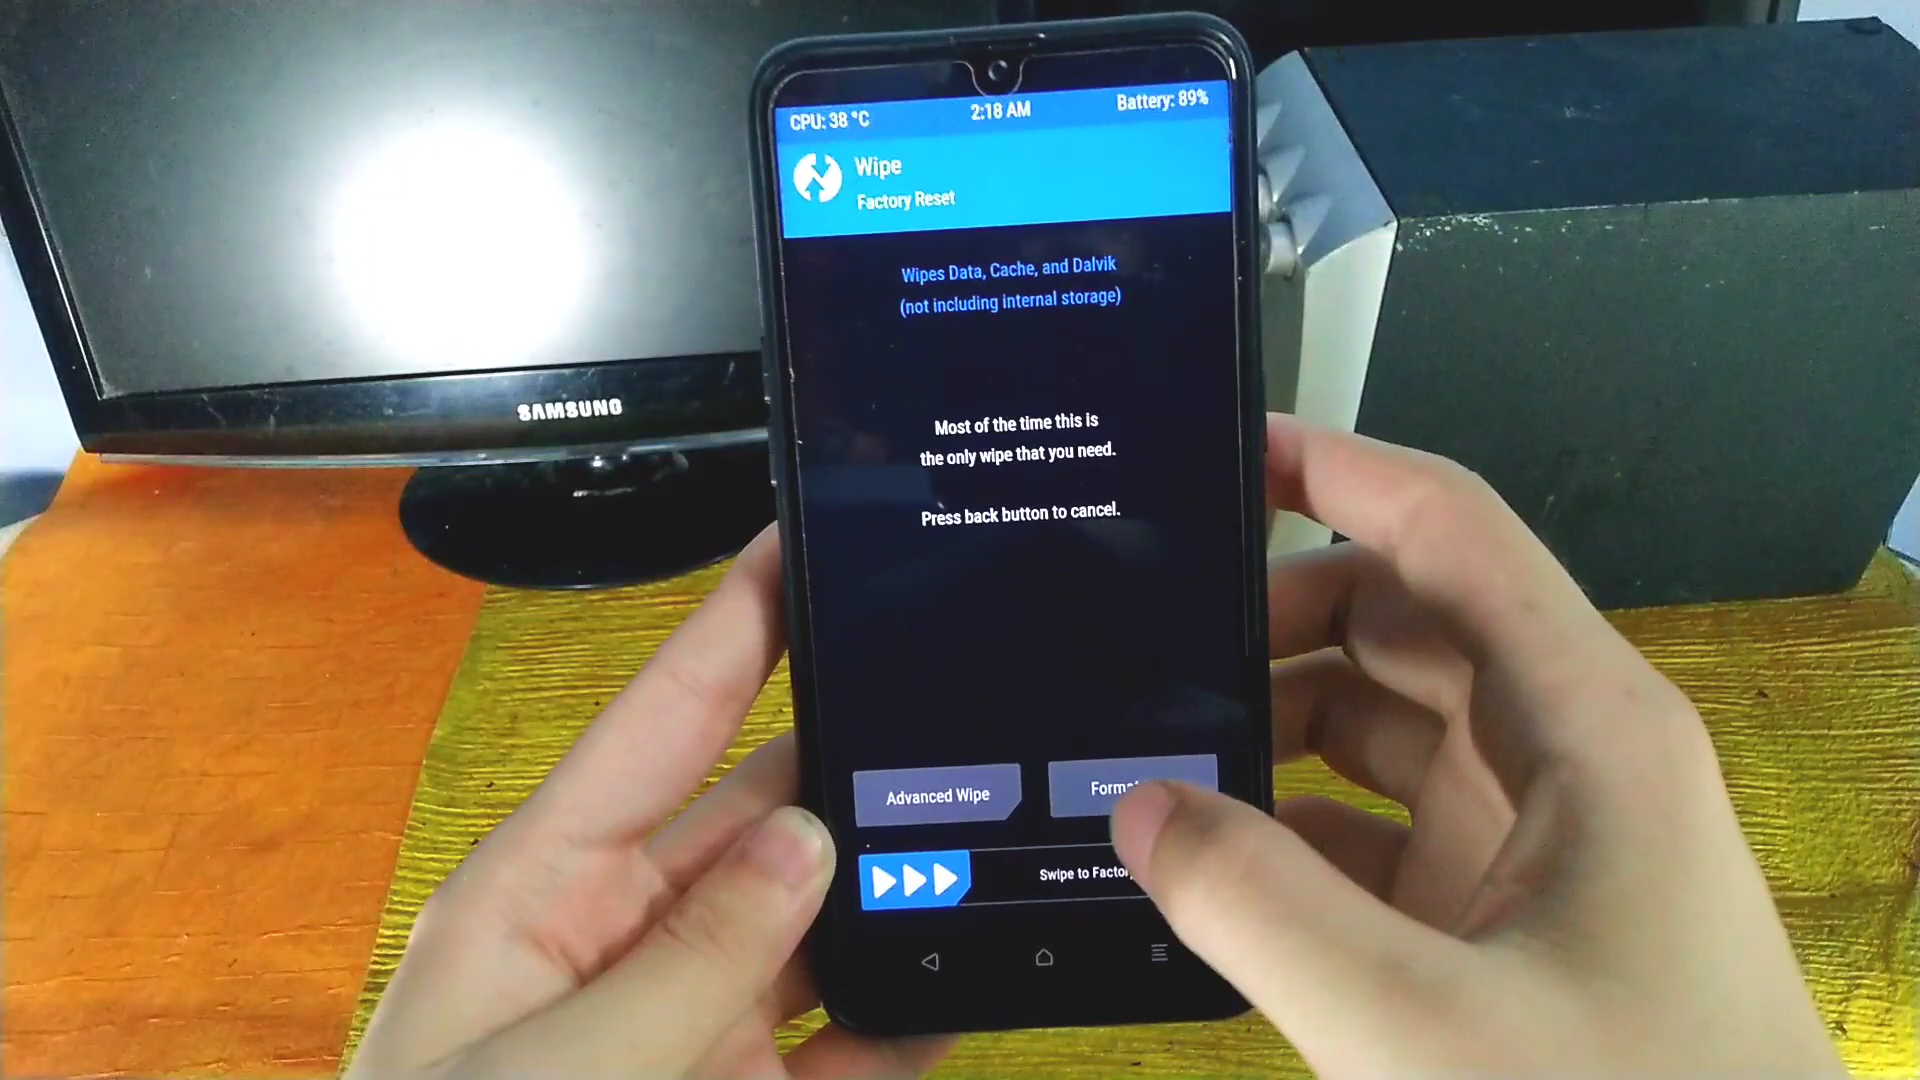 SAMSUNG
CPU: 38 °C
2:18 AM
Battery: 89%
Wipe
Factory Reset
Wipes Data, Cache, and Dalvik
(not including internal storage)
Most of the time this is
the only wipe that you need.
Press back button to cancel.
Advanced Wipe
Swipe to